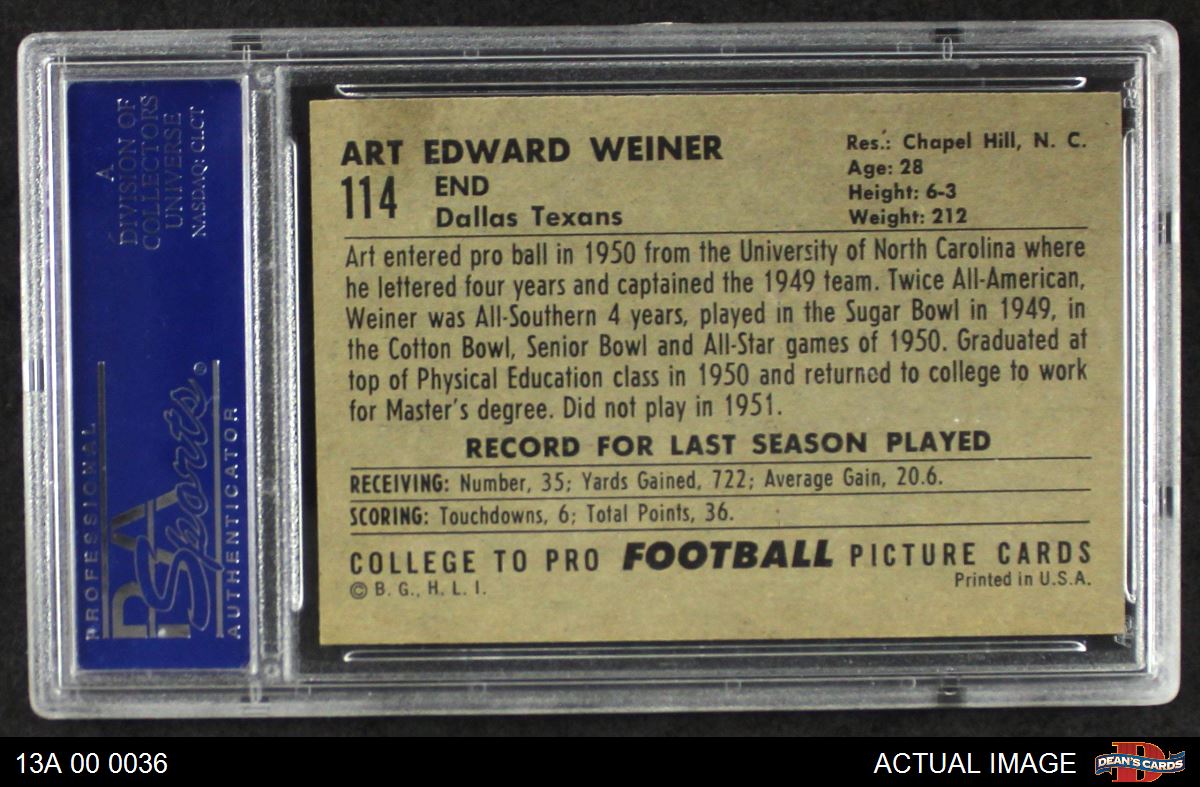 A
DIVISION OF
COLLECTORS
UNIVERSE
NASDAQ: CLCT
PROFESSIONAL
PSA
Sports
AUTHENTICATOR
ART EDWARD WEINER
114
END
Dallas Texans
Res.: Chapel Hill, N. C.
Age: 28
Height: 6-3
Weight: 212
Art entered pro ball in 1950 from the University of North Carolina where
he lettered four years and captained the 1949 team. Twice All-American,
Weiner was All-Southern 4 years, played in the Sugar Bowl in 1949, in
the Cotton Bowl, Senior Bowl and All-Star games of 1950. Graduated at
top of Physical Education class in 1950 and returned to college to work
for Master's degree. Did not play in 1951.
RECORD FOR LAST SEASON PLAYED
RECEIVING: Number, 35; Yards Gained, 722; Average Gain, 20.6.
SCORING: Touchdowns, 6; Total Points, 36.
COLLEGE TO PRO FOOTBALL PICTURE CARDS
© B. G., H. L. I.
Printed in U.S.A.
13A 00 0036
ACTUAL IMAGE
D
DEAN'S CARDS